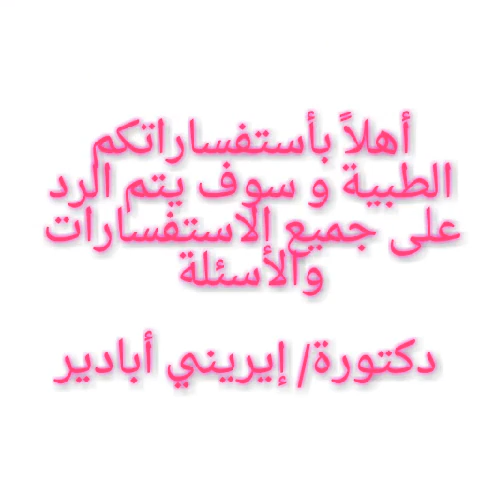 أهلاً بأستفساراتكم
الطبية و سوف يتم الرد
على جميع الاستفسارات
والأسئلة
دكتورة/ إيريني أبادير